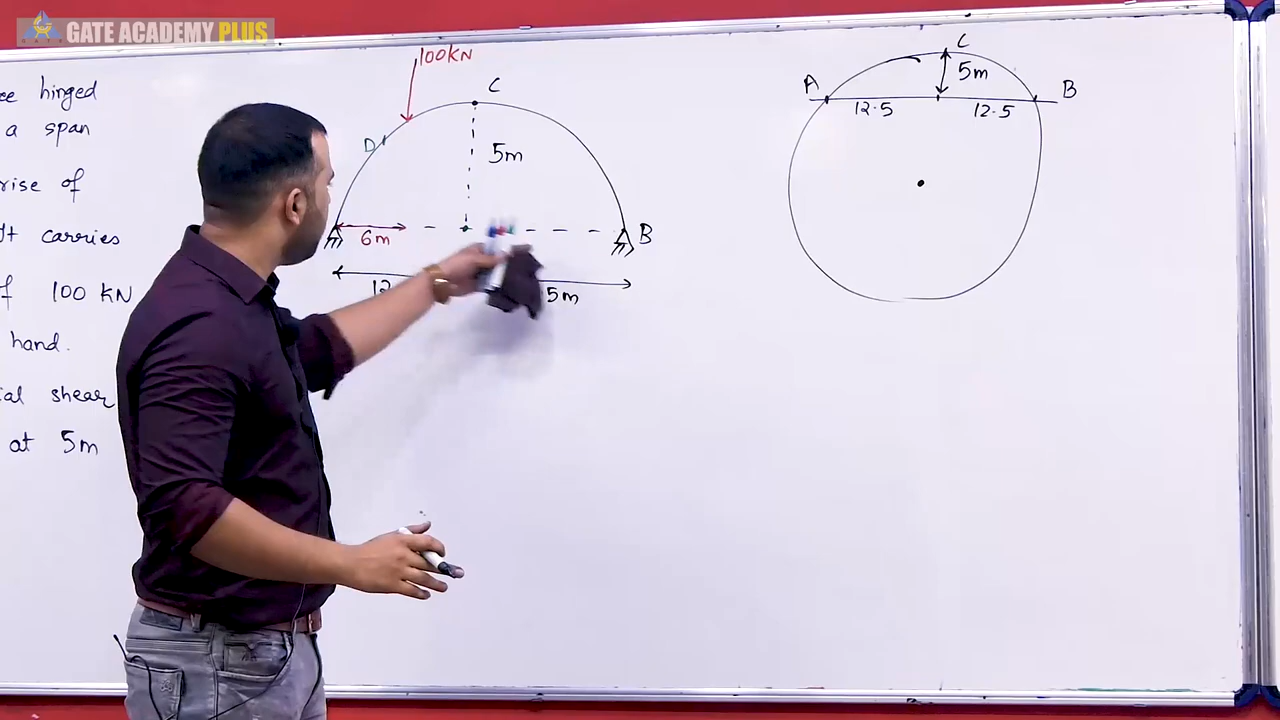 GATE ACADEMY PLUS
hinged
a span
rise of
carries
100 KN
hand.
shear
at 5m
100KN
C
D
5m
6m
B
5m
C
A
5m
B
12.5
12.5